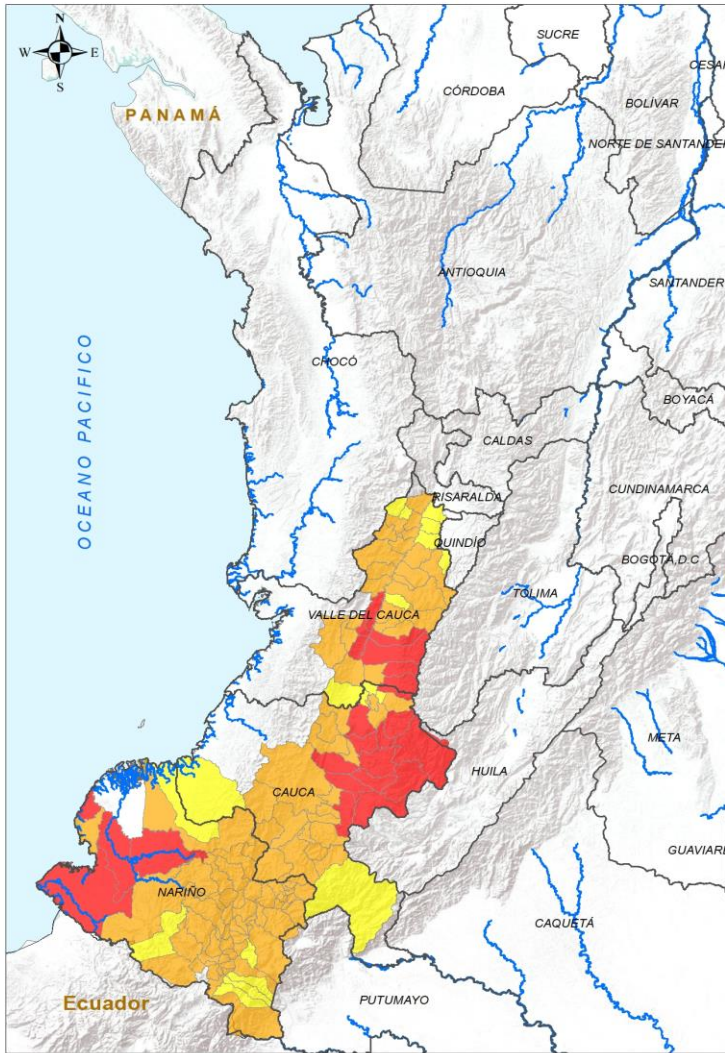 N
W E
S
SUCRE
CÓRDOBA
BOLÍVAR
PANAMÁ
NORTE DE SANTANDER
ANTIOQUIA
SANTANDER
OCEANO PACIFICO
CHOCÓ
BOYACÁ
CALDAS
CUNDINAMARCA
RISARALDA
QUINDÍO
BOGOTÁ, D.C
TOLIMA
VALLE DEL CAUCA
META
HUILA
CAUCA
GUAVIARE
NARIÑO
CAQUETÁ
Ecuador
PUTUMAYO